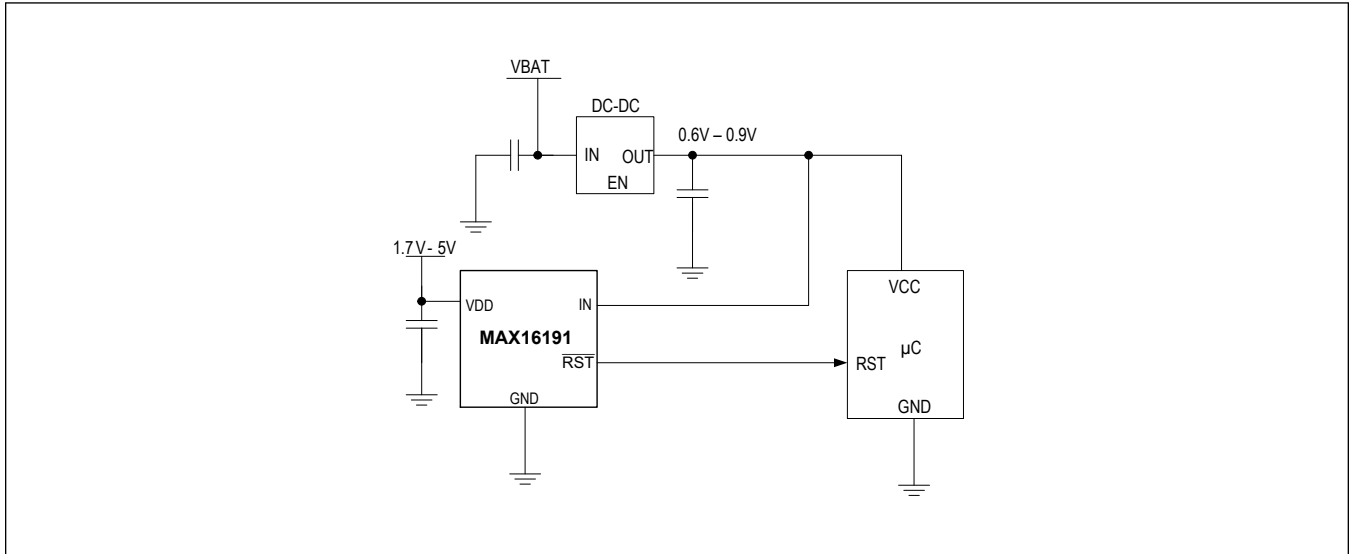 VBAT
DC-DC
IN
OUT
EN
0.6V – 0.9V
1.7V - 5V
VDD
IN
MAX16191
R̅S̅T̅
GND
VCC
µC
RST
GND